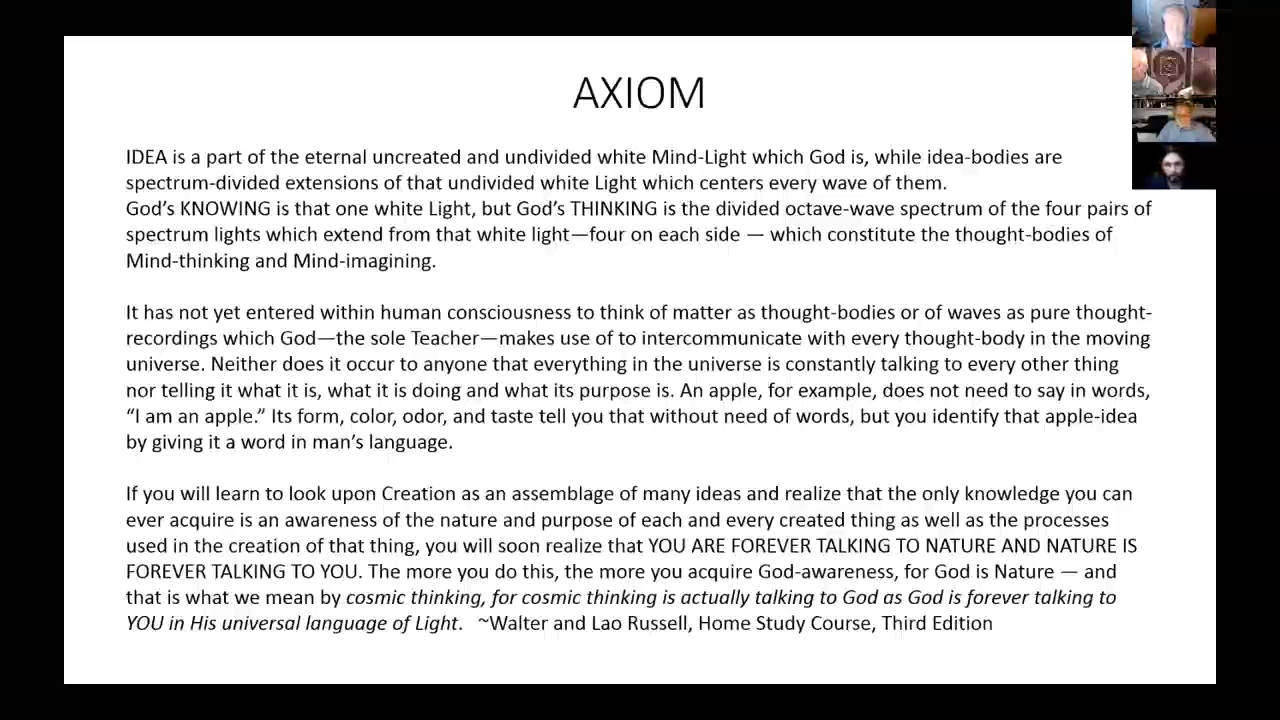 AXIOM
IDEA is a part of the eternal uncreated and undivided white Mind-Light which God is, while idea-bodies are
spectrum-divided extensions of that undivided white Light which centers every wave of them.
God’s KNOWING is that one white Light, but God’s THINKING is the divided octave-wave spectrum of the four pairs of
spectrum lights which extend from that white light—four on each side — which constitute the thought-bodies of
Mind-thinking and Mind-imagining.
It has not yet entered within human consciousness to think of matter as thought-bodies or of waves as pure thought-
recordings which God—the sole Teacher—makes use of to intercommunicate with every thought-body in the moving
universe. Neither does it occur to anyone that everything in the universe is constantly talking to every other thing
nor telling it what it is, what it is doing and what its purpose is. An apple, for example, does not need to say in words,
“I am an apple.” Its form, color, odor, and taste tell you that without need of words, but you identify that apple-idea
by giving it a word in man’s language.
If you will learn to look upon Creation as an assemblage of many ideas and realize that the only knowledge you can
ever acquire is an awareness of the nature and purpose of each and every created thing as well as the processes
used in the creation of that thing, you will soon realize that YOU ARE FOREVER TALKING TO NATURE AND NATURE IS
FOREVER TALKING TO YOU. The more you do this, the more you acquire God-awareness, for God is Nature — and
that is what we mean by cosmic thinking, for cosmic thinking is actually talking to God as God is forever talking to
YOU in His universal language of Light. ~Walter and Lao Russell, Home Study Course, Third Edition